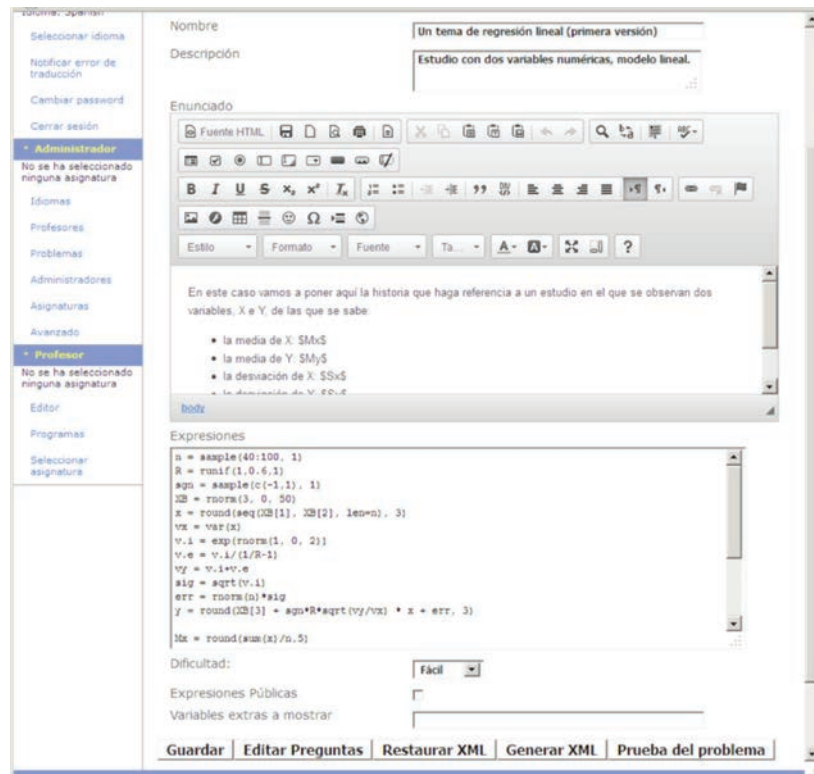 Idioma: Spanish
Seleccionar idioma
Notificar error de
traducción
Cambiar password
Cerrar sesión
* Administrador
No se ha seleccionado
ninguna asignatura
Idiomas
Profesores
Problemas
Administradores
Asignaturas
Avanzado
* Profesor
No se ha seleccionado
ninguna asignatura
Editor
Programas
Seleccionar
asignatura
Nombre
Un tema de regresión lineal (primera versión)
Descripción
Estudio con dos variables numéricas, modelo lineal.
Enunciado
Fuente HTML
Estilo Formato Fuente Ta...
En este caso vamos a poner aquí la historia que haga referencia a un estudio en el que se observan dos
variables, X e Y, de las que se sabe:
• la media de X: $Mx$
• la media de Y: $My$
• la desviación de X: $Sx$
• la desviación de Y: $Sy$
body
Expresiones
n = sample(40:100, 1)
R = runif(1,0.6,1)
sgn = sample(c(-1,1), 1)
XB = rnorm(3, 0, 50)
x = round(seq(XB[1], XB[2], len=n), 3)
vx = var(x)
v.i = exp(rnorm(1, 0, 2))
v.e = v.i/(1/R-1)
vy = v.i+v.e
sig = sqrt(v.i)
err = rnorm(n)*sig
y = round(XB[3] + sgn*R*sqrt(vy/vx) * x + err, 3)
Mx = round(sum(x)/n,5)
Dificultad:
Fácil
Expresiones Públicas
Variables extras a mostrar
Guardar Editar Preguntas Restaurar XML Generar XML Prueba del problema